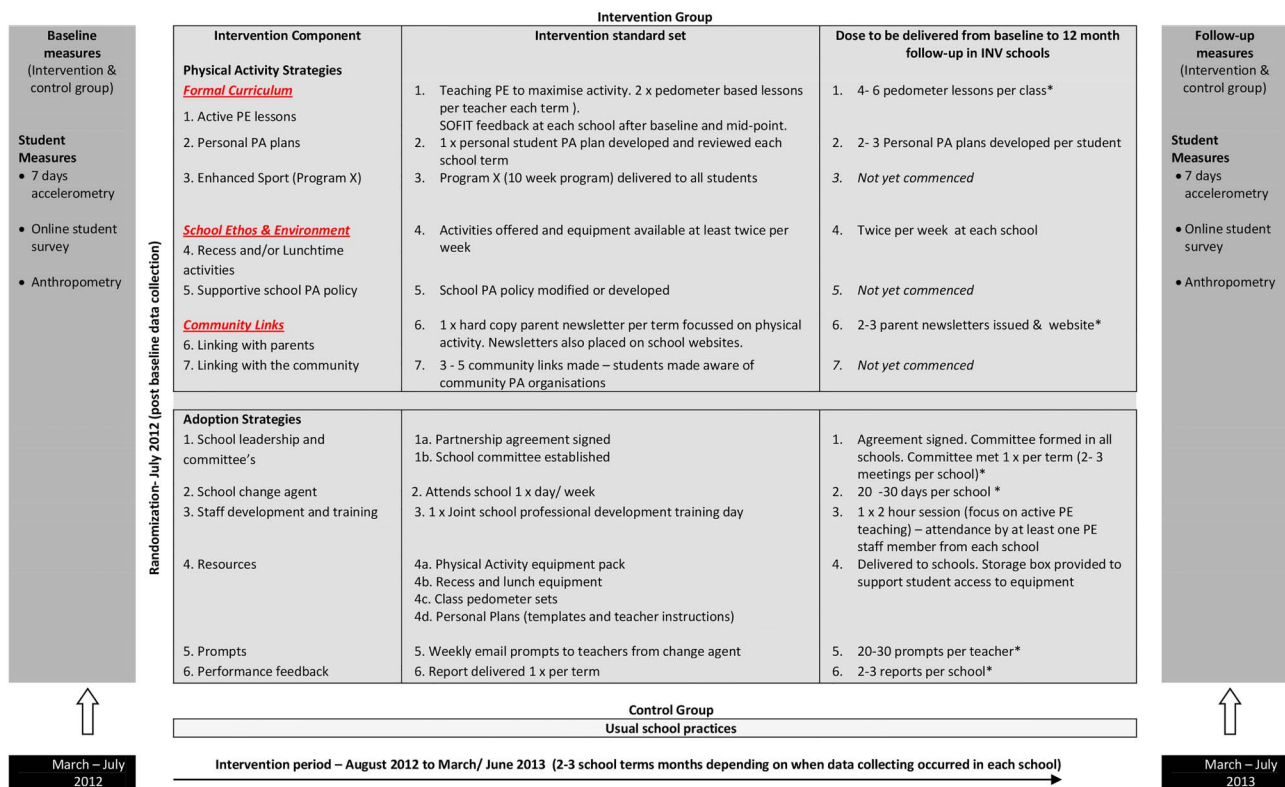 Intervention Group
Baseline
measures
(Intervention &
control group)
Student
Measures
• 7 days
accelerometry
• Online student
survey
• Anthropometry
March – July
2012
Randomization- July 2012 (post baseline data collection)
Intervention Component
Intervention standard set
Dose to be delivered from baseline to 12 month
follow-up in INV schools
Physical Activity Strategies
Formal Curriculum
1. Active PE lessons
1. Teaching PE to maximise activity. 2 x pedometer based lessons
per teacher each term ).
SOFIT feedback at each school after baseline and mid-point.
1. 4- 6 pedometer lessons per class*
2. Personal PA plans
2. 1 x personal student PA plan developed and reviewed each
school term
2. 2- 3 Personal PA plans developed per student
3. Enhanced Sport (Program X)
3. Program X (10 week program) delivered to all students
3. Not yet commenced
School Ethos & Environment
4. Recess and/or Lunchtime
activities
4. Activities offered and equipment available at least twice per
week
4. Twice per week at each school
5. Supportive school PA policy
5. School PA policy modified or developed
5. Not yet commenced
Community Links
6. Linking with parents
6. 1 x hard copy parent newsletter per term focussed on physical
activity. Newsletters also placed on school websites.
6. 2-3 parent newsletters issued & website*
7. Linking with the community
7. 3 - 5 community links made – students made aware of
community PA organisations
7. Not yet commenced
Adoption Strategies
1. School leadership and
committee's
1a. Partnership agreement signed
1b. School committee established
1. Agreement signed. Committee formed in all
schools. Committee met 1 x per term (2- 3
meetings per school)*
2. School change agent
2. Attends school 1 x day/ week
2. 20 -30 days per school *
3. Staff development and training
3. 1 x Joint school professional development training day
3. 1 x 2 hour session (focus on active PE
teaching) – attendance by at least one PE
staff member from each school
4. Resources
4a. Physical Activity equipment pack
4b. Recess and lunch equipment
4c. Class pedometer sets
4d. Personal Plans (templates and teacher instructions)
4. Delivered to schools. Storage box provided to
support student access to equipment
5. Prompts
5. Weekly email prompts to teachers from change agent
5. 20-30 prompts per teacher*
6. Performance feedback
6. Report delivered 1 x per term
6. 2-3 reports per school*
Control Group
Usual school practices
Intervention period – August 2012 to March/ June 2013 (2-3 school terms months depending on when data collecting occurred in each school)
Follow-up
measures
(Intervention &
control group)
Student
Measures
• 7 days
accelerometry
• Online student
survey
• Anthropometry
March – July
2013